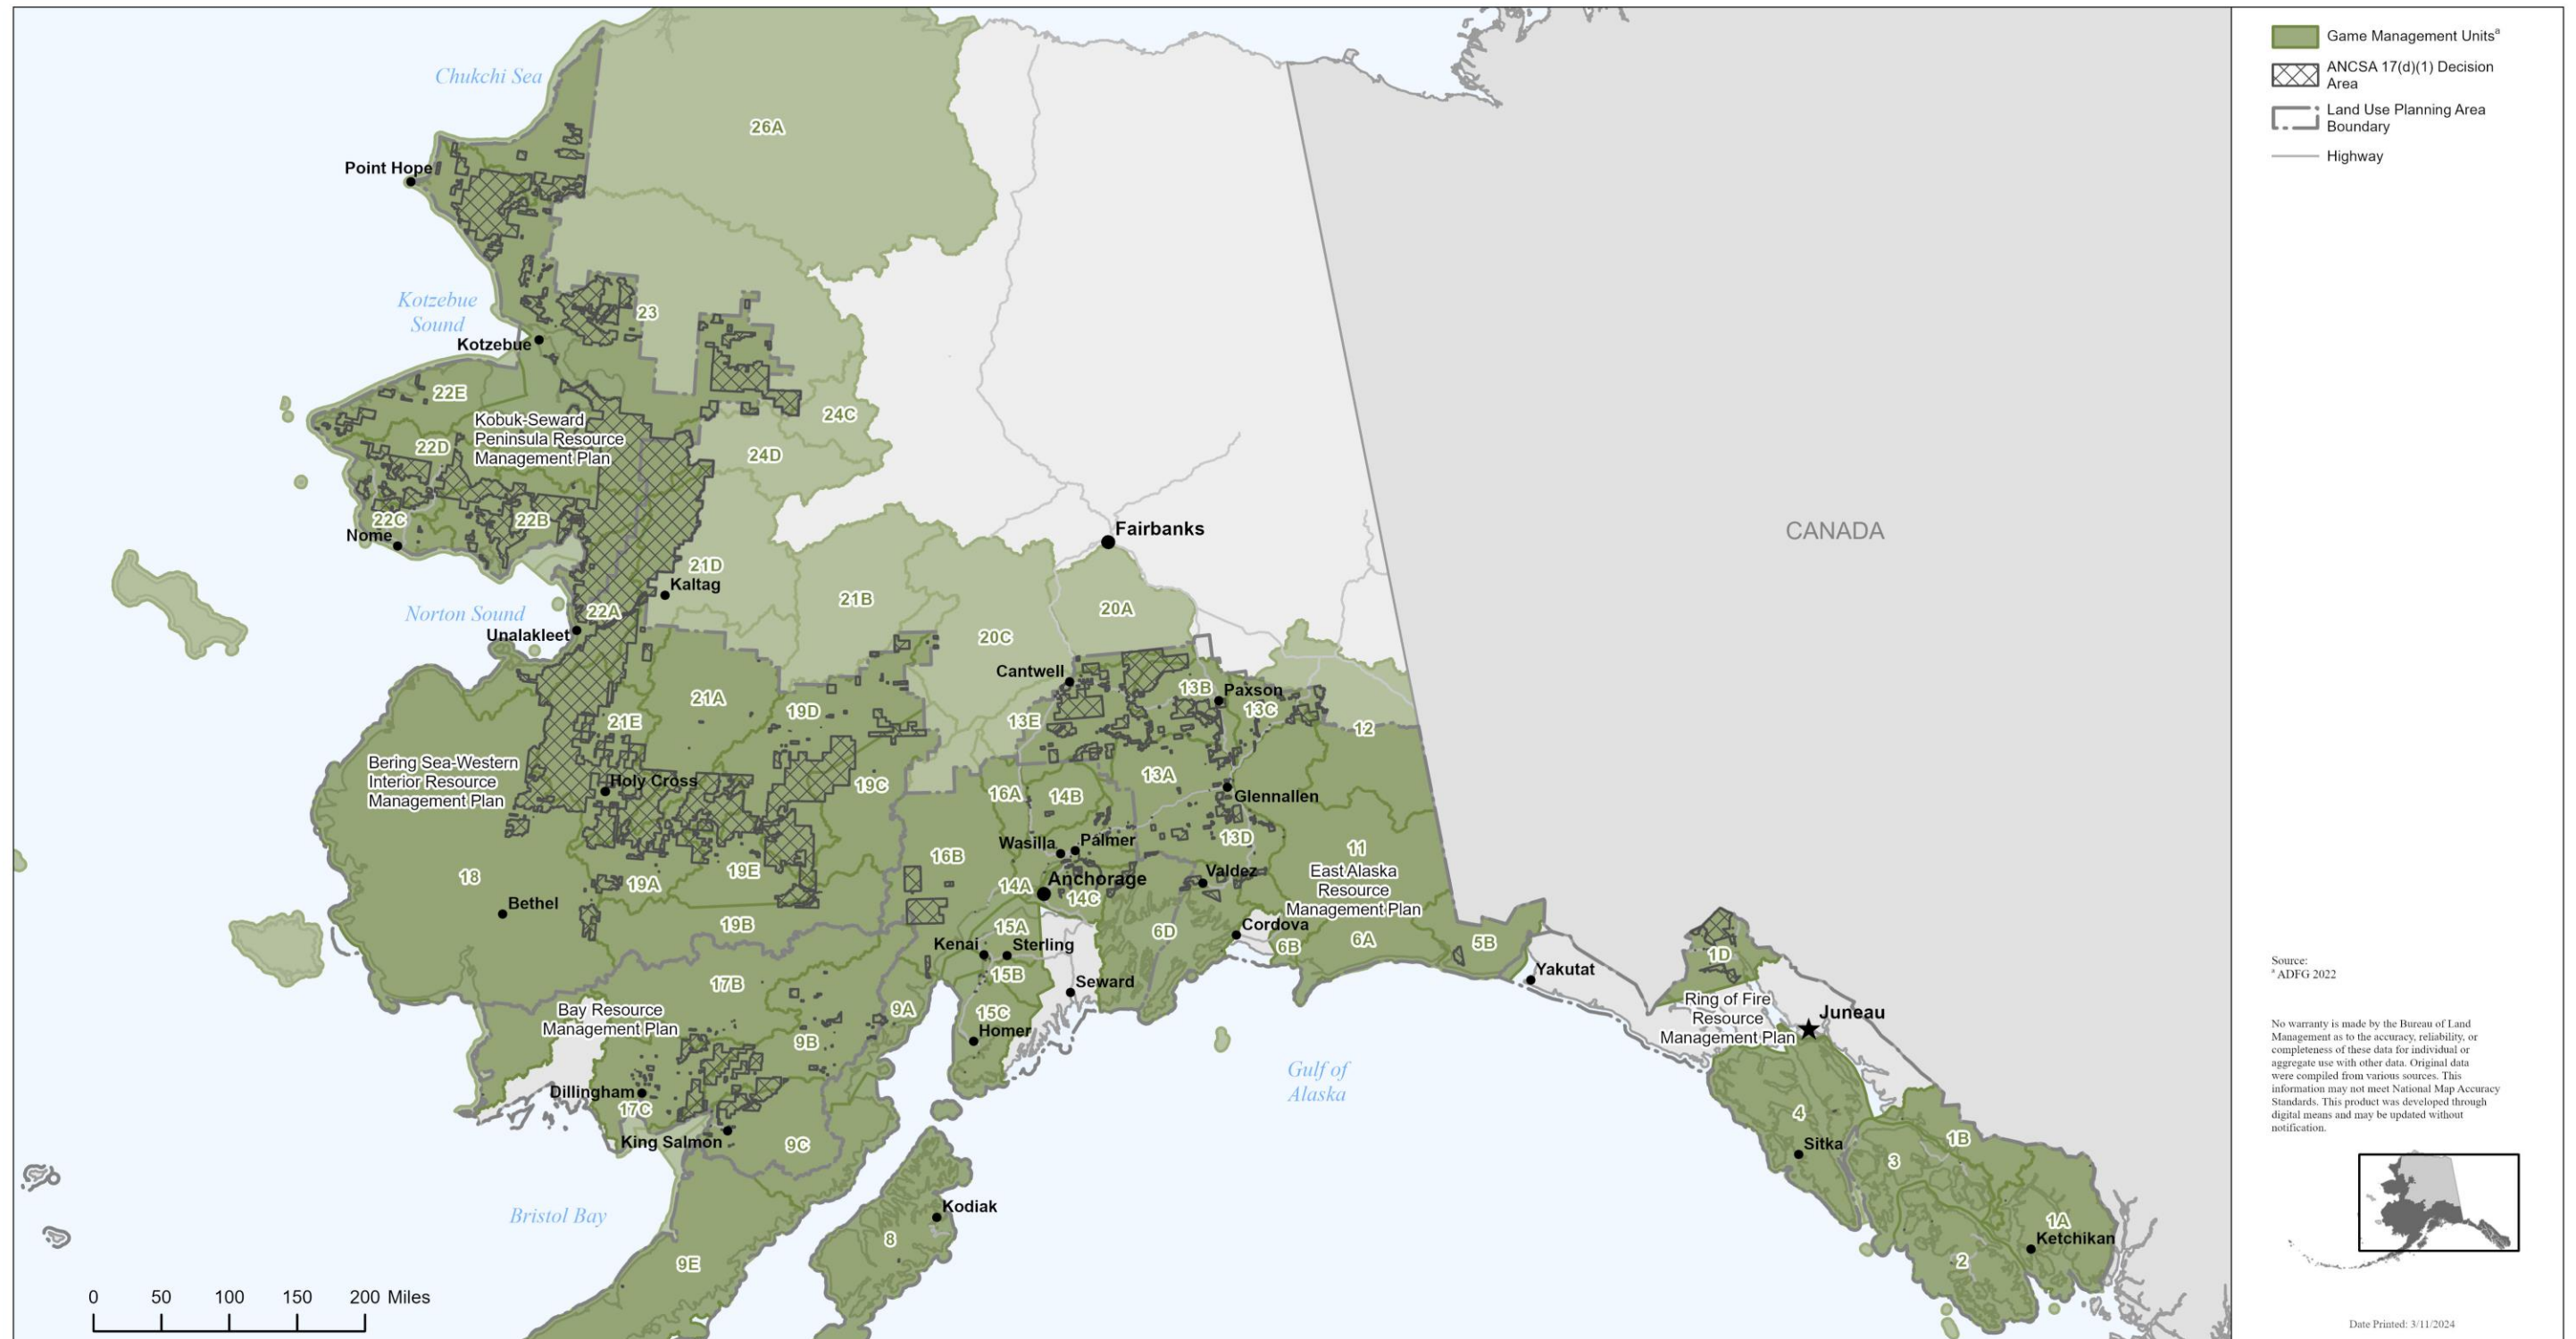 Chukchi Sea
26A
Point Hope
Kotzebue
Sound
23
Kotzebue
22E
Kobuk-Seward
Peninsula Resource
Management Plan
24C
22D
24D
22C
22B
Nome
Fairbanks
CANADA
21D
Kaltag
21B
20A
22A
Norton Sound
Unalakleet
20C
Cantwell
13B
Paxson
21A
19D
13C
21E
13E
12
Bering Sea-Western
Interior Resource
Management Plan
Holy Cross
19C
13A
16A
14B
Glennallen
Wasilla
Palmer
13D
11
16B
East Alaska
Resource
Management Plan
18
19A
19E
14A
Anchorage
14C
Valdez
Bethel
19B
15A
6D
Cordova
Kenai
Sterling
6B
6A
5B
1D
15B
Yakutat
17B
Seward
Bay Resource
Management Plan
9A
15C
Homer
Ring of Fire
Resource
Management Plan
Juneau
9B
Gulf of
Alaska
Dillingham
17C
King Salmon
9C
4
1B
Sitka
3
Bristol Bay
Kodiak
8
1A
Ketchikan
9E
2
0 50 100 150 200 Miles
Game Management Unitsᵃ
ANCSA 17(d)(1) Decision
Area
Land Use Planning Area
Boundary
Highway
Source:
ᵃ ADFG 2022
No warranty is made by the Bureau of Land
Management as to the accuracy, reliability, or
completeness of these data for individual or
aggregate use with other data. Original data
were compiled from various sources. This
information may not meet National Map Accuracy
Standards. This product was developed through
digital means and may be updated without
notification.
Date Printed: 3/11/2024